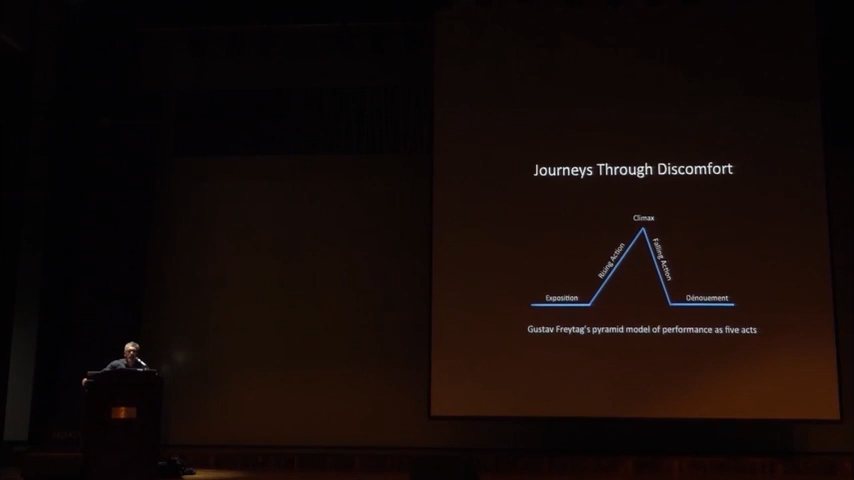 Journeys Through Discomfort
Climax
Rising Action
Falling Action
Exposition
Dénouement
Gustav Freytag's pyramid model of performance as five acts